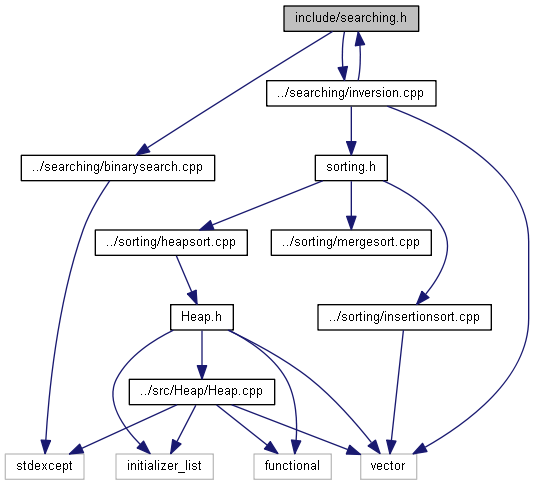 include/searching.h
../searching/inversion.cpp
../searching/binarysearch.cpp
sorting.h
../sorting/heapsort.cpp
../sorting/mergesort.cpp
Heap.h
../sorting/insertionsort.cpp
../src/Heap/Heap.cpp
stdexcept
initializer_list
functional
vector